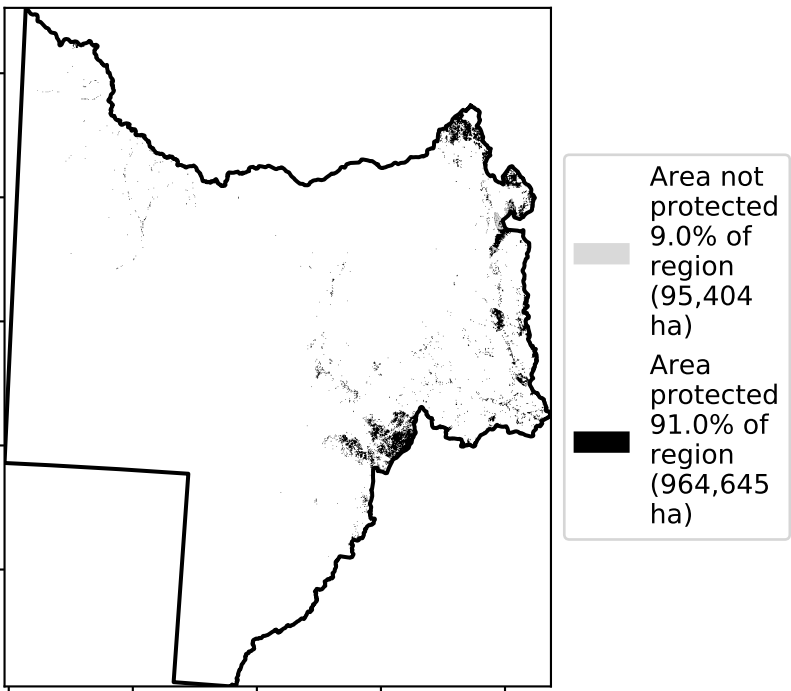 Area not
protected
9.0% of
region
(95,404
ha)
Area
protected
91.0% of
region
(964,645
ha)